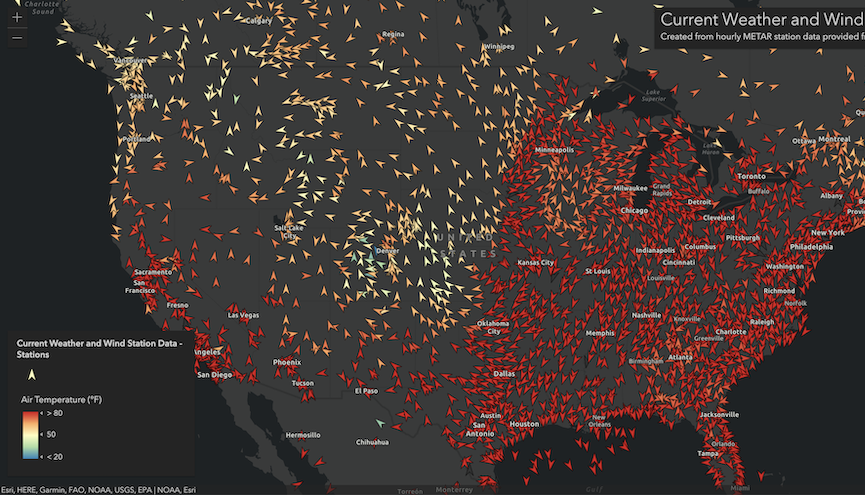 Charlotte
Sound
+
−
Current Weather and Wind
Created from hourly METAR station data provided f
Calgary
Regina
Winnipeg
Vancouver
Seattle
Lake
Superior
Portland
Ottawa
Montreal
Minneapolis
Lake
Huron
Toronto
Milwaukee
Grand
Rapids
Buffalo
Albany
Detroit
Chicago
Cleveland
Provi
Salt Lake
City
UNITED
STATES
Denver
New York
Pittsburgh
Philadelphia
Indianapolis
Columbus
Kansas City
Cincinnati
Washington
Sacramento
St Louis
Louisville
San
Francisco
Richmond
Norfolk
Fresno
Las Vegas
Nashville
Knoxville
Raleigh
Oklahoma
City
Memphis
Charlotte
Greenville
Current Weather and Wind Station Data -
Stations
Angeles
Birmingham
Atlanta
Phoenix
San Diego
Dallas
Tucson
El Paso
Air Temperature (°F)
> 80
50
< 20
Austin
San
Antonio
Houston
New
Orleans
Jacksonville
Hermosillo
Chihuahua
Orlando
Tampa
Esri, HERE, Garmin, FAO, NOAA, USGS, EPA | NOAA, Esri
Torreón
Monterrey
Gulf
Miami